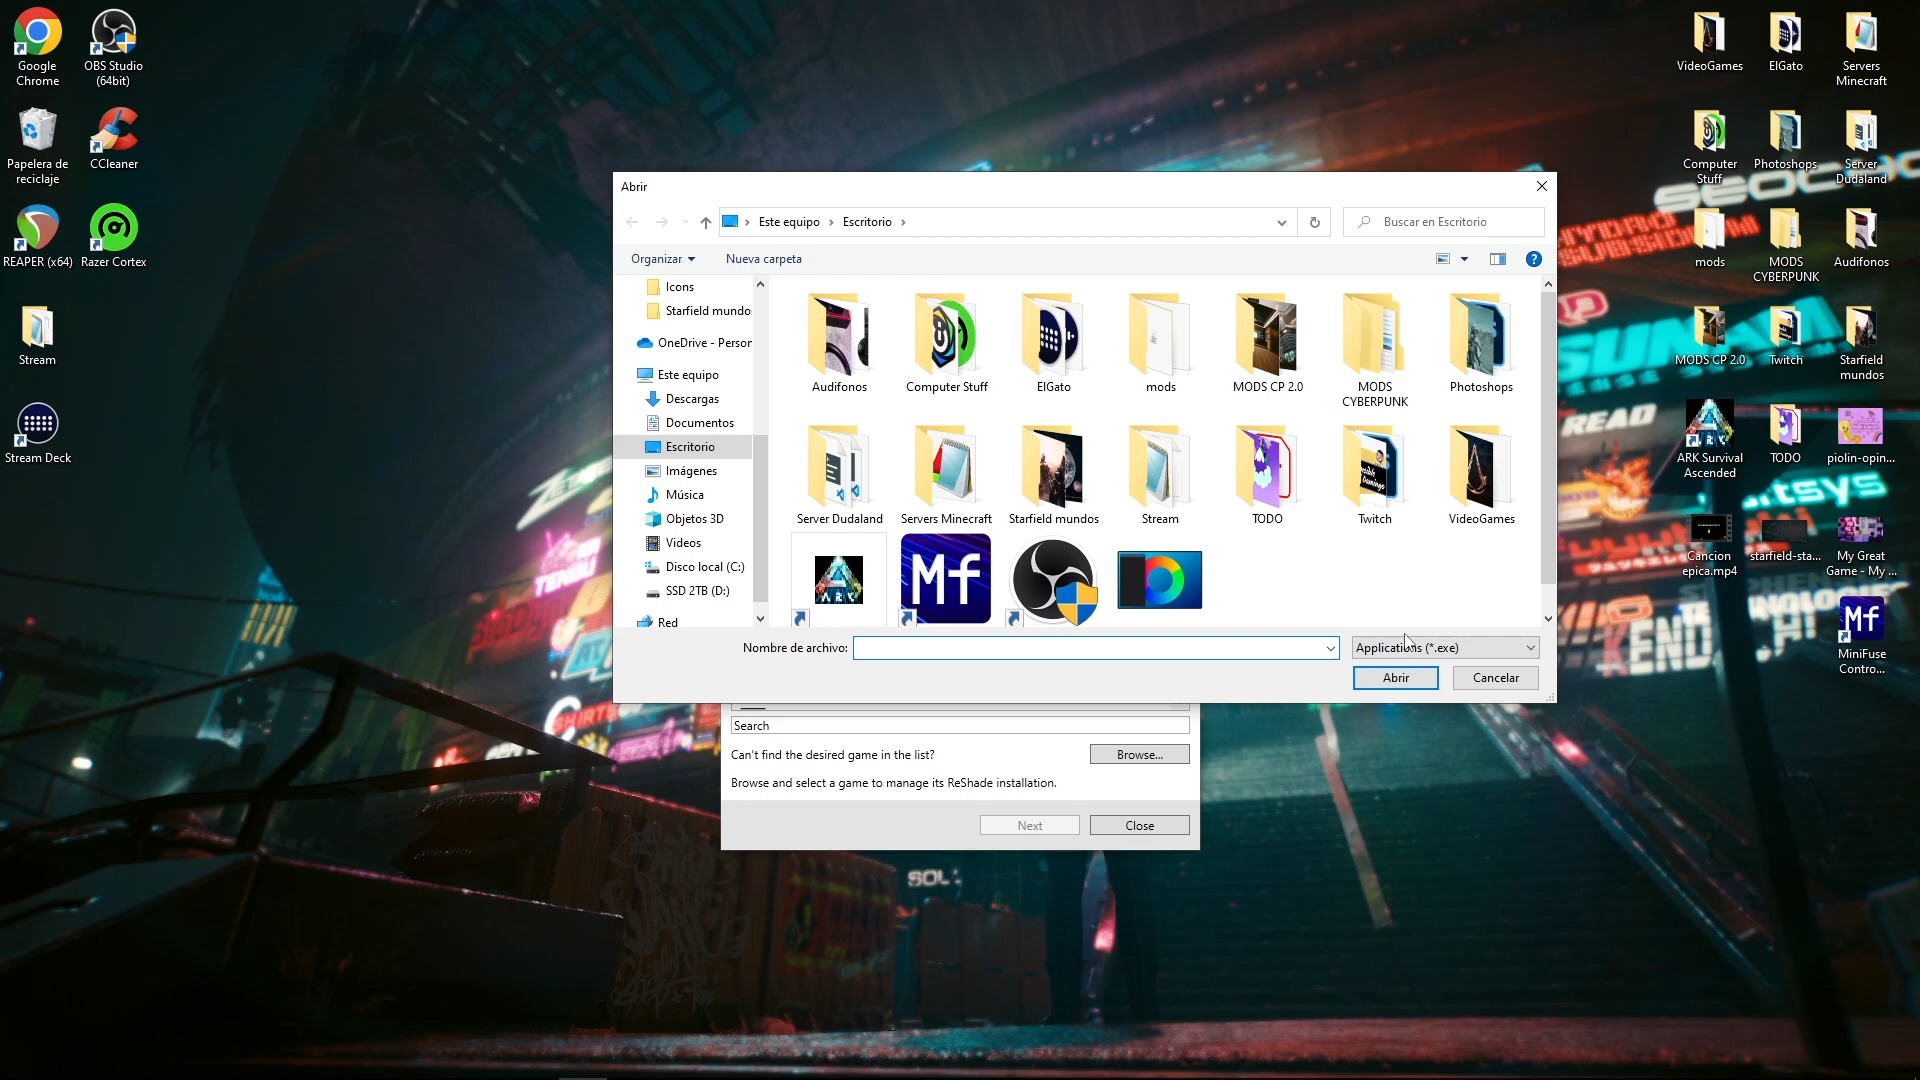 Google
Chrome
OBS Studio
(64bit)
Papelera de
reciclaje
CCleaner
REAPER (x64)
Razer Cortex
Stream
Stream Deck
Abrir
Este equipo
Escritorio
Buscar en Escritorio
Organizar
Nueva carpeta
Icons
Starfield mundo
OneDrive - Person
Este equipo
Descargas
Documentos
Escritorio
Imágenes
Música
Objetos 3D
Videos
Disco local (C:)
SSD 2TB (D:)
Red
Audifonos
Computer Stuff
ElGato
mods
MODS CP 2.0
MODS
CYBERPUNK
Photoshops
Server Dudaland
Servers Minecraft
Starfield mundos
Stream
TODO
Twitch
VideoGames
ARK
Mf
Nombre de archivo:
Applications (*.exe)
Abrir
Cancelar
Search
Can't find the desired game in the list?
Browse...
Browse and select a game to manage its ReShade installation.
Next
Close
VideoGames
ElGato
Servers
Minecraft
Computer
Stuff
Photoshops
Server
Dudaland
mods
MODS
CYBERPUNK
Audifonos
MODS CP 2.0
Twitch
Starfield
mundos
ARK Survival
Ascended
TODO
piolin-opin...
Cancion
epica.mp4
starfield-sta...
My Great
Game - My ...
Mf
MiniFuse
Contro...
READ
KEND